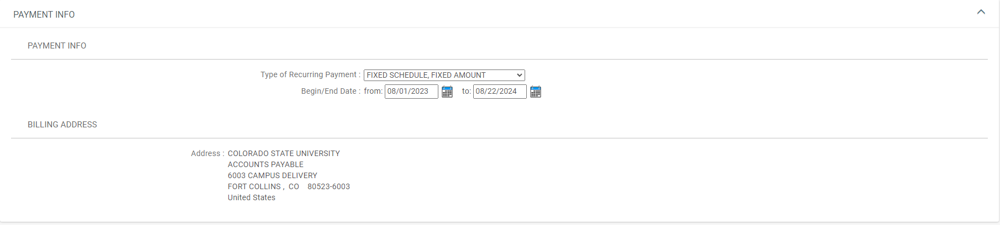 PAYMENT INFO
PAYMENT INFO
Type of Recurring Payment : FIXED SCHEDULE, FIXED AMOUNT
Begin/End Date : from: 08/01/2023 to: 08/22/2024
BILLING ADDRESS
Address : COLORADO STATE UNIVERSITY
ACCOUNTS PAYABLE
6003 CAMPUS DELIVERY
FORT COLLINS , CO 80523-6003
United States